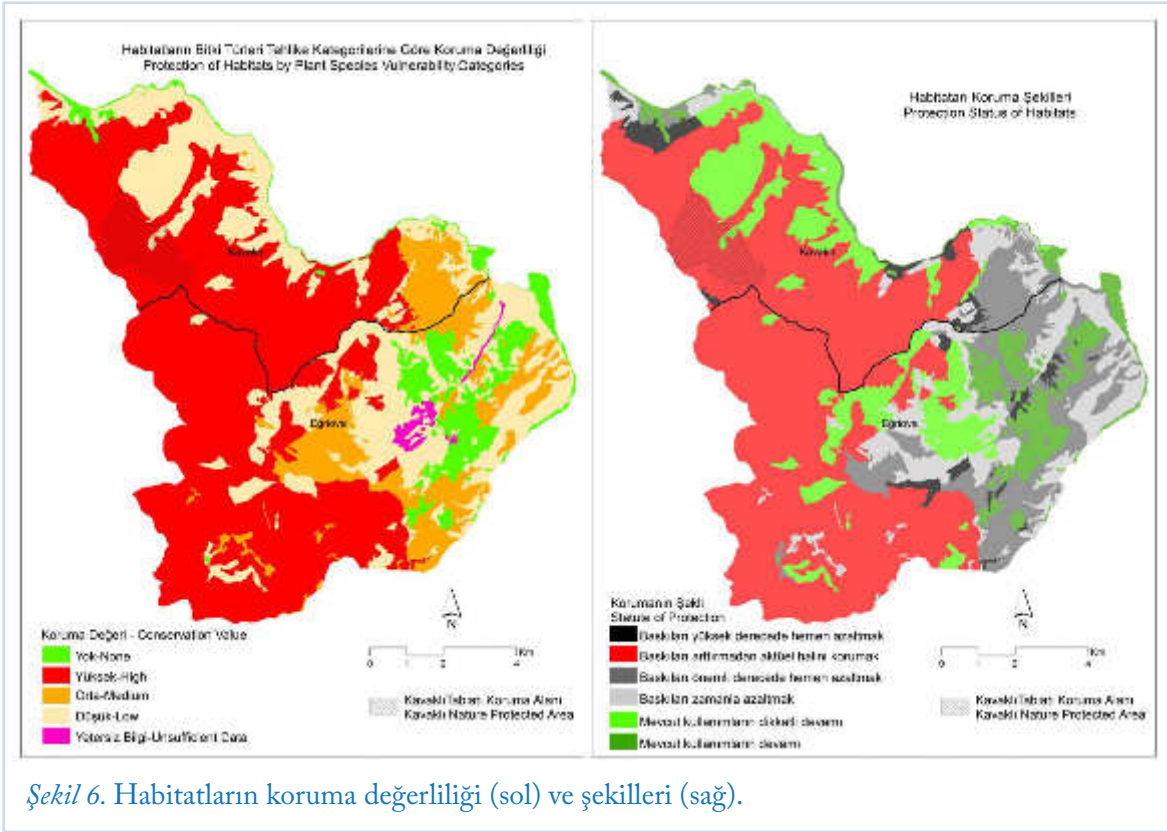 Habitatların Bitki Türleri Tehlike Kategorilerine Göre Koruma Değerliliği
Protection of Habitats by Plant Species Vulnerability Categories
Kavaklı
Eğriova
N
Koruma Değeri - Conservation Value
Yok-None
Yüksek-High
Orta-Medium
Düşük-Low
Yetersiz Bilgi-Unsufficient Data
Km
0 1 2 4
Kavaklı Tabiatı Koruma Alanı
Kavaklı Nature Protected Area
Habitatan Koruma Şekilleri
Protection Status of Habitats
Kavaklı
Eğriova
N
Korumanın Şekli
Statute of Protection
Baskıları yüksek derecede hemen azaltmak
Baskıları arttırmadan aktüel halini korumak
Baskıları önemli derecede hemen azaltmak
Baskıları zamanla azaltmak
Mevcut kullanımların dikkatli devamı
Mevcut kullanımların devamı
Km
0 1 2 4
Kavaklı Tabiatı Koruma Alanı
Kavaklı Nature Protected Area
Şekil 6. Habitatların koruma değerliliği (sol) ve şekilleri (sağ).